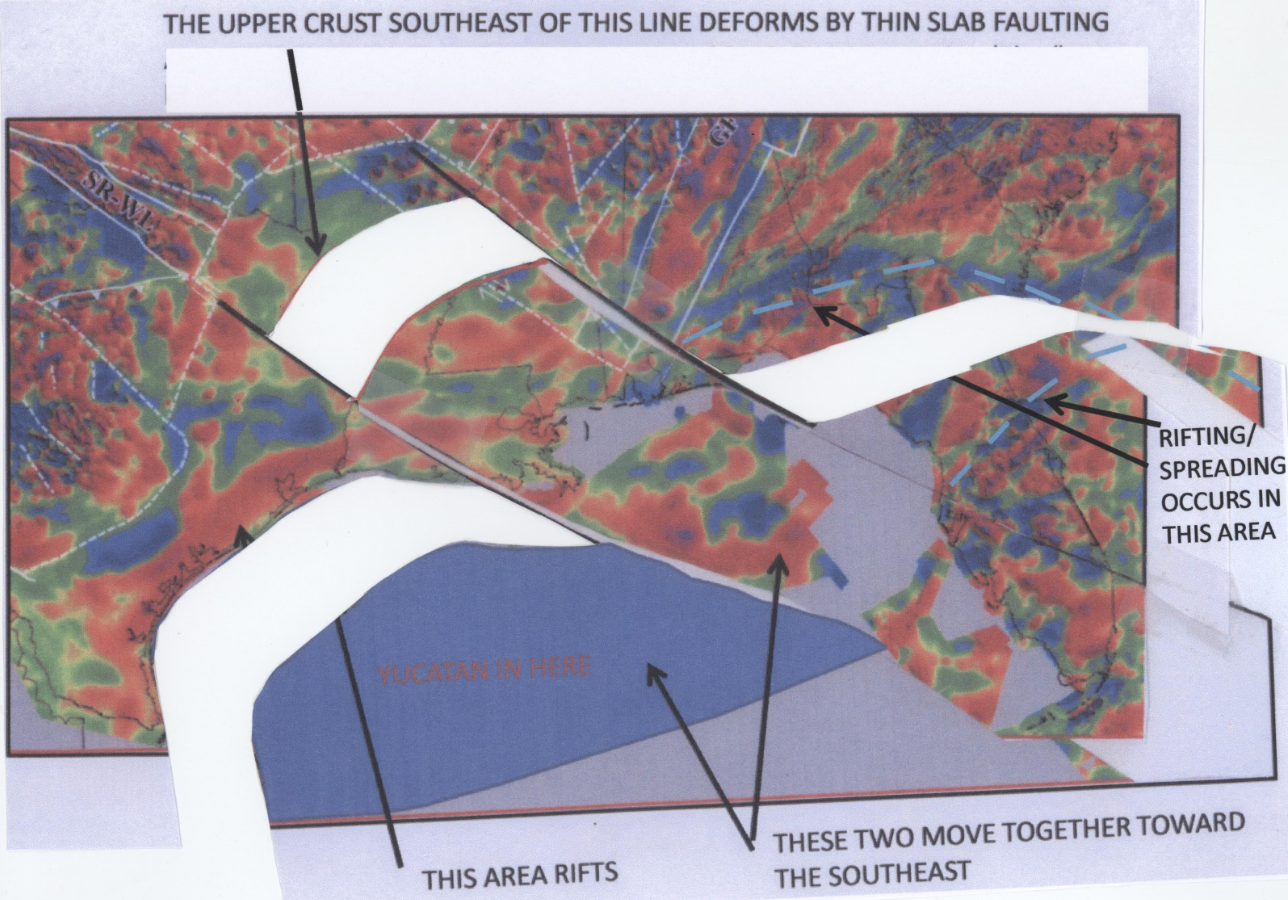 THE UPPER CRUST SOUTHEAST OF THIS LINE DEFORMS BY THIN SLAB FAULTING
SR-WL
RIFTING/
SPREADING
OCCURS IN
THIS AREA
YUCATAN IN HERE
THESE TWO MOVE TOGETHER TOWARD
THE SOUTHEAST
THIS AREA RIFTS